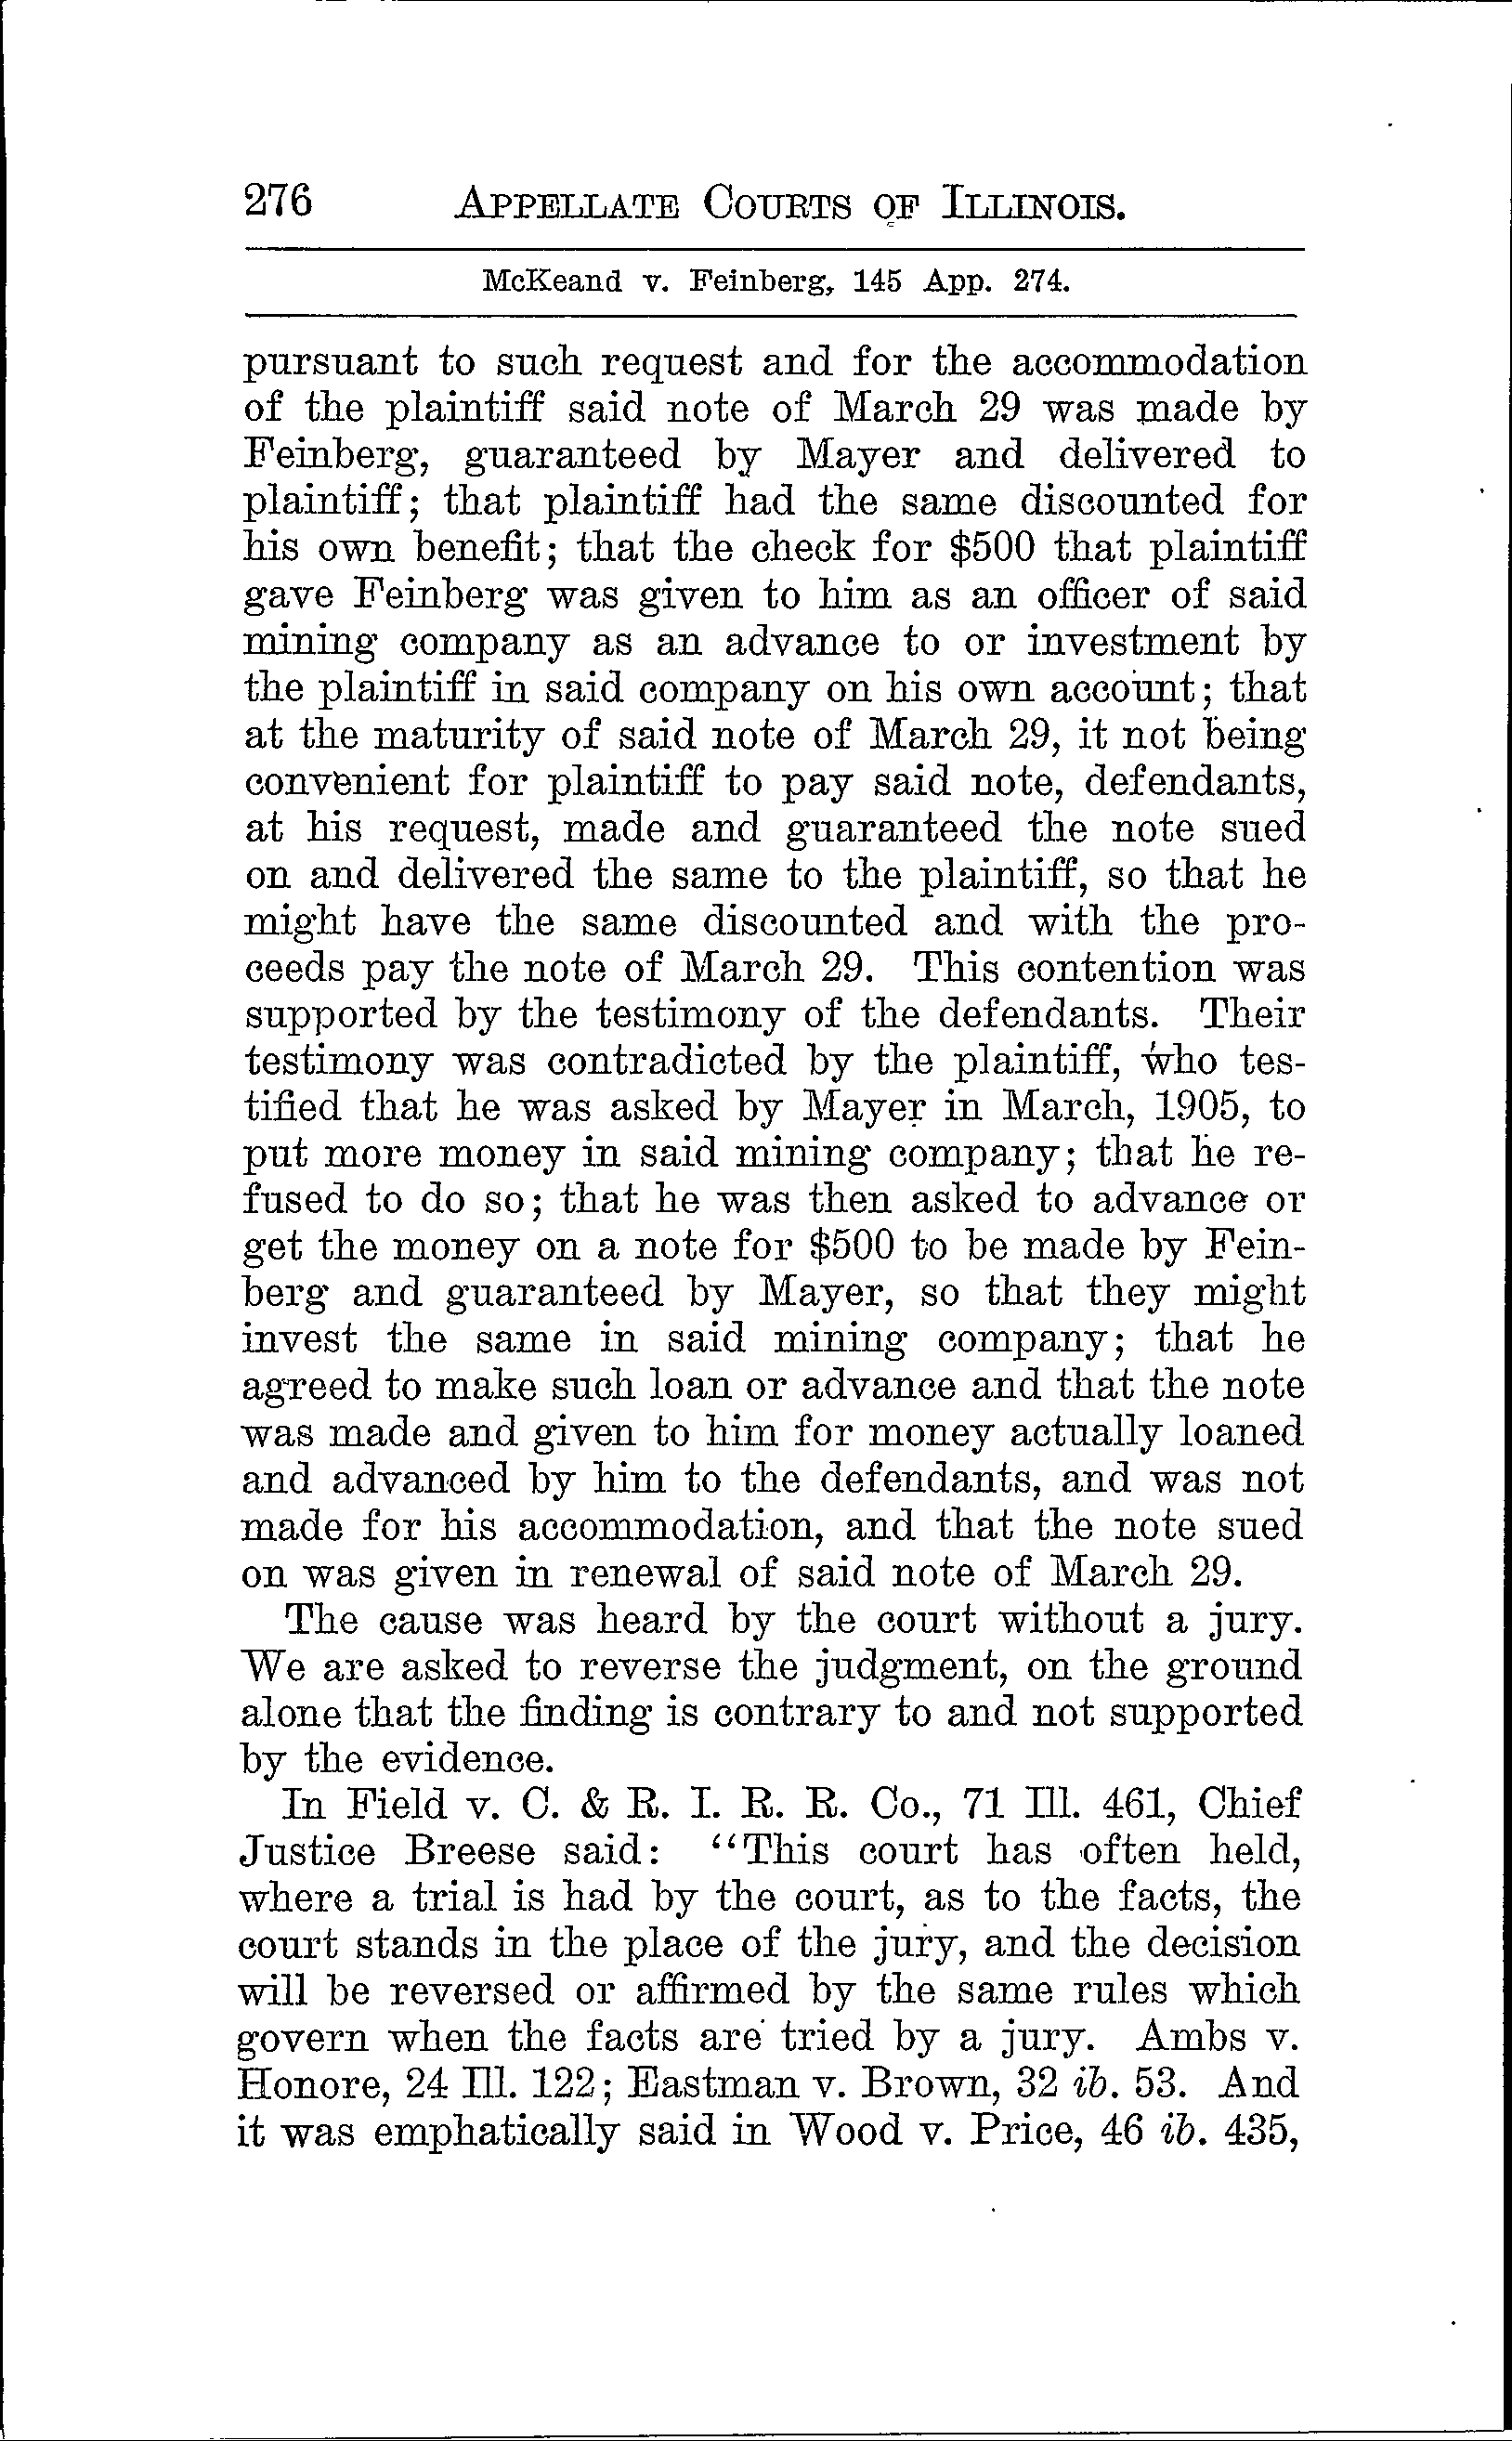 276 APPELLATE COURTS OF ILLINOIS.
McKeand v. Feinberg, 145 App. 274.
pursuant to such request and for the accommodation
of the plaintiff said note of March 29 was made by
Feinberg, guaranteed by Mayer and delivered to
plaintiff; that plaintiff had the same discounted for
his own benefit; that the check for $500 that plaintiff
gave Feinberg was given to him as an officer of said
mining company as an advance to or investment by
the plaintiff in said company on his own account; that
at the maturity of said note of March 29, it not being
convenient for plaintiff to pay said note, defendants,
at his request, made and guaranteed the note sued
on and delivered the same to the plaintiff, so that he
might have the same discounted and with the pro-
ceeds pay the note of March 29. This contention was
supported by the testimony of the defendants. Their
testimony was contradicted by the plaintiff, who tes-
tified that he was asked by Mayer in March, 1905, to
put more money in said mining company; that he re-
fused to do so; that he was then asked to advance or
get the money on a note for $500 to be made by Fein-
berg and guaranteed by Mayer, so that they might
invest the same in said mining company; that he
agreed to make such loan or advance and that the note
was made and given to him for money actually loaned
and advanced by him to the defendants, and was not
made for his accommodation, and that the note sued
on was given in renewal of said note of March 29.
The cause was heard by the court without a jury.
We are asked to reverse the judgment, on the ground
alone that the finding is contrary to and not supported
by the evidence.
In Field v. C. & R. I. R. R. Co., 71 Ill. 461, Chief
Justice Breese said: "This court has often held,
where a trial is had by the court, as to the facts, the
court stands in the place of the jury, and the decision
will be reversed or affirmed by the same rules which
govern when the facts are tried by a jury. Ambs v.
Honore, 24 Ill. 122; Eastman v. Brown, 32 ib. 53. And
it was emphatically said in Wood v. Price, 46 ib. 435,